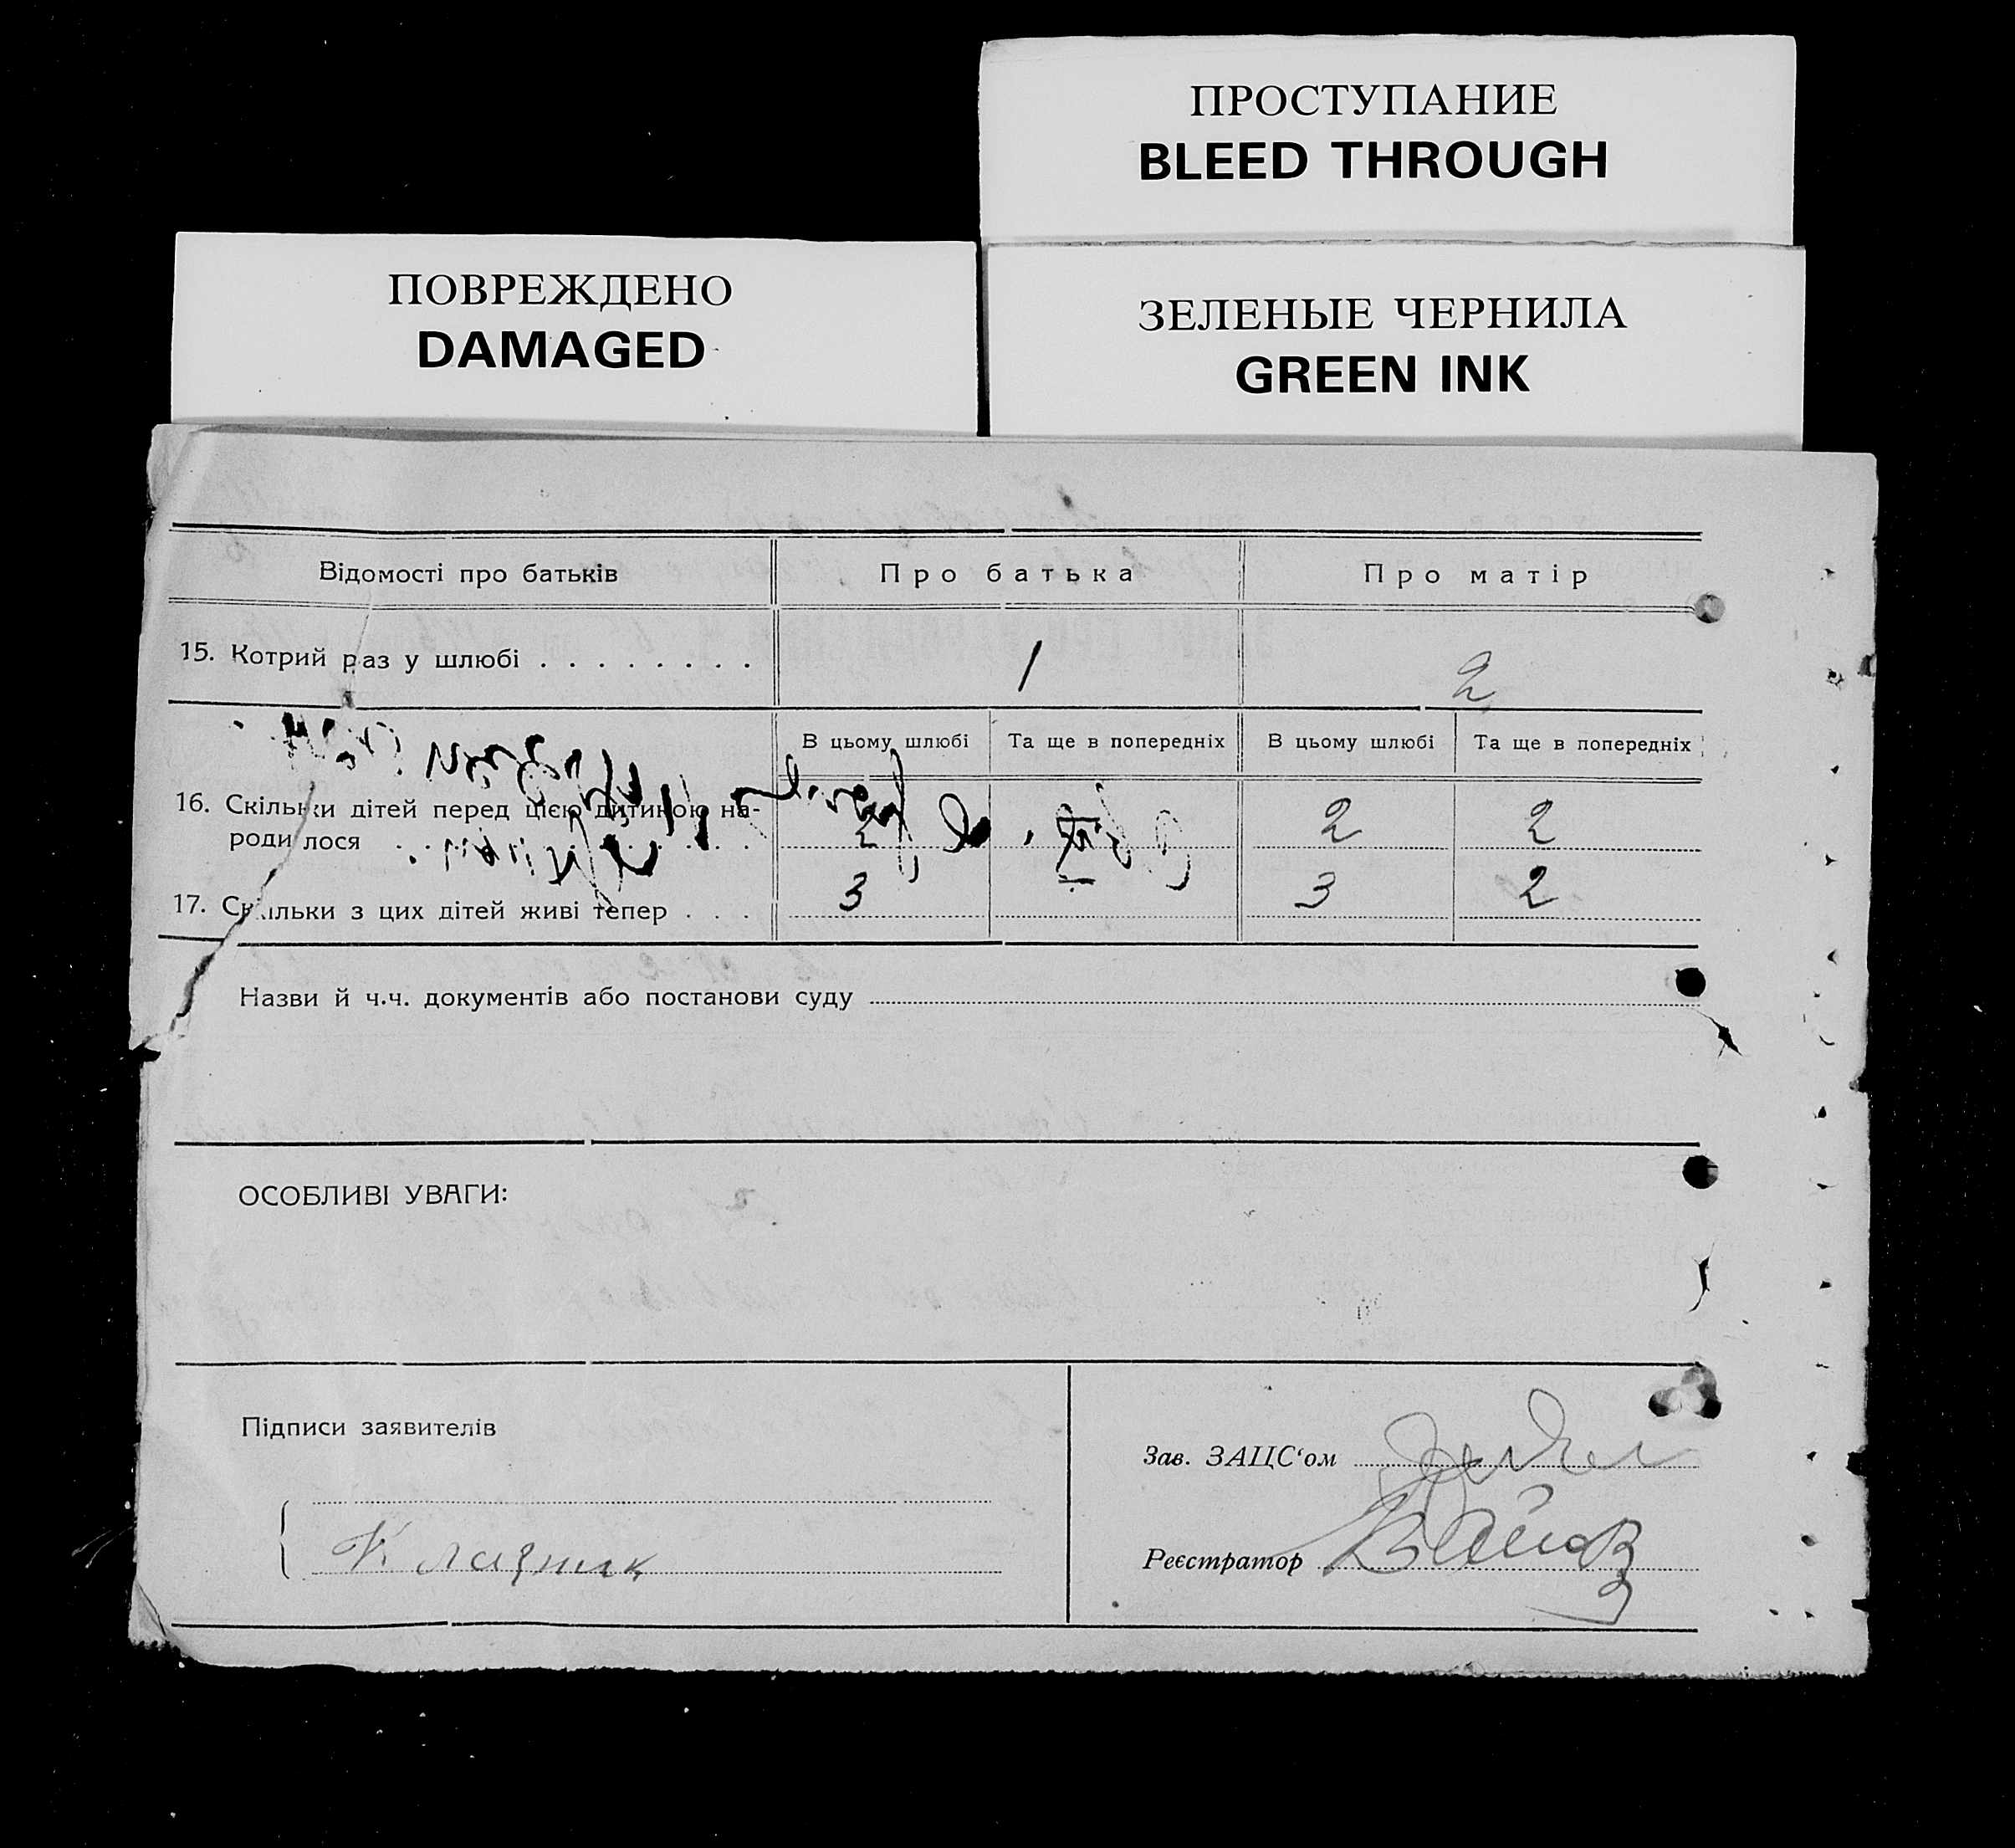 ПРОСТУПАНИЕ
BLEED THROUGH
ПОВРЕЖДЕНО
DAMAGED
ЗЕЛЕНЫЕ ЧЕРНИЛА
GREEN INK
Відомості про батьків Про батька Про матір
15. Котрий раз у шлюбі . . . . . . . . 1 2
В цьому шлюбі Та ще в попередніх В цьому шлюбі Та ще в попередніх
16. Скільки дітей перед цією дитиною на-
родилося 2 2 2
17. Скільки з цих дітей живі тепер . . . 3 3 2
Назви й ч.ч. документів або постанови суду
ОСОБЛИВІ УВАГИ:
Підписи заявителів
Зав. ЗАЦС‘ом
Реєстратор